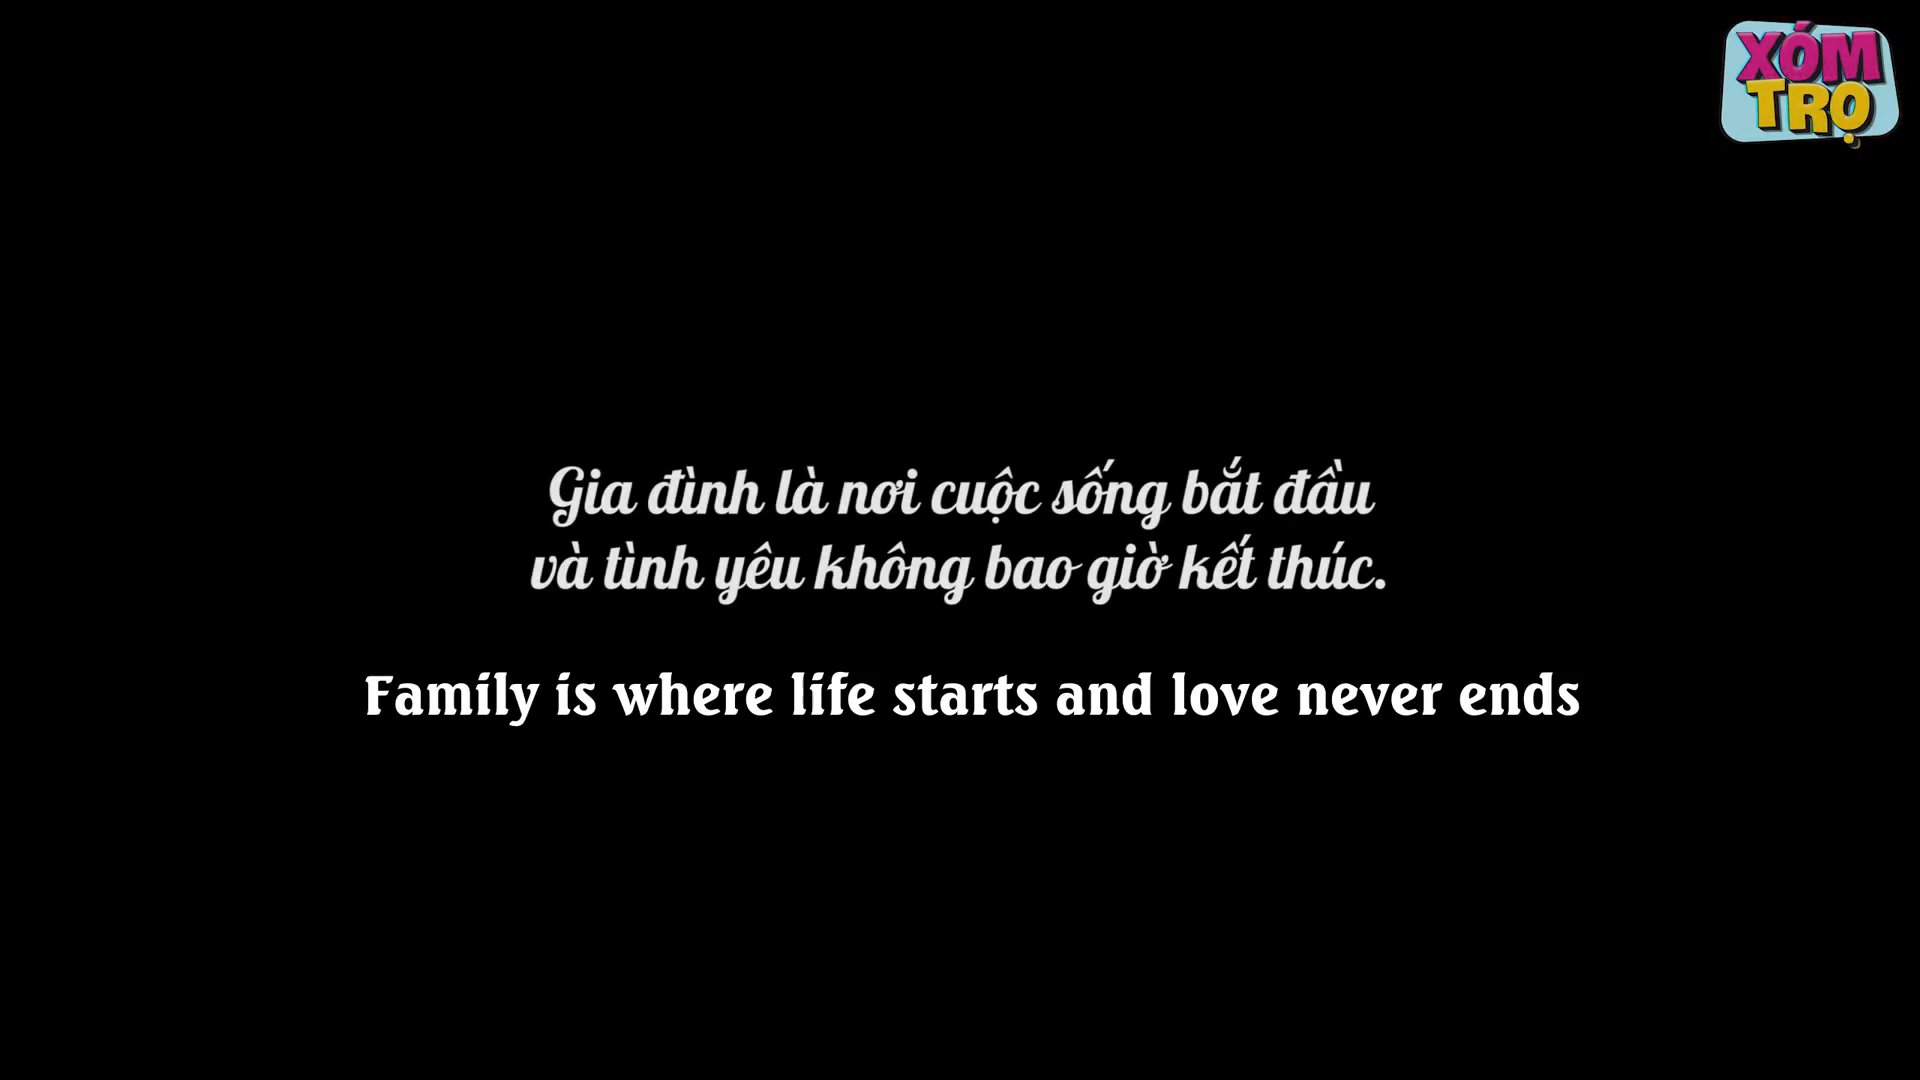 XÓM
TRỌ
Gia đình là nơi cuộc sống bắt đầu
và tình yêu không bao giờ kết thúc.
Family is where life starts and love never ends